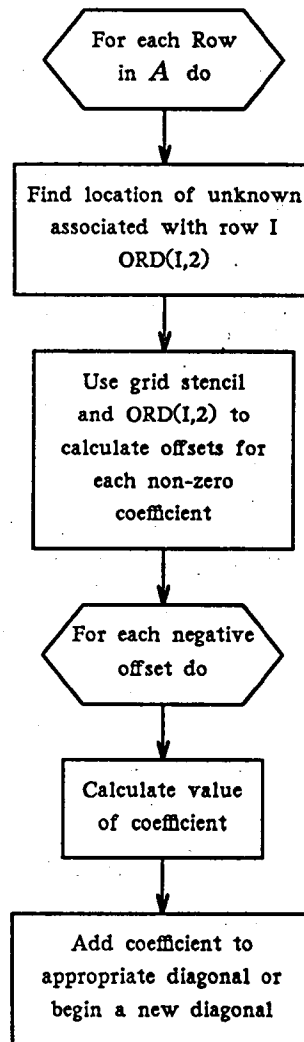 For each Row
in A do
Find location of unknown
associated with row I
ORD(I,2)
Use grid stencil
and ORD(I,2) to
calculate offsets for
each non-zero
coefficient
For each negative
offset do
Calculate value
of coefficient
Add coefficient to
appropriate diagonal or
begin a new diagonal